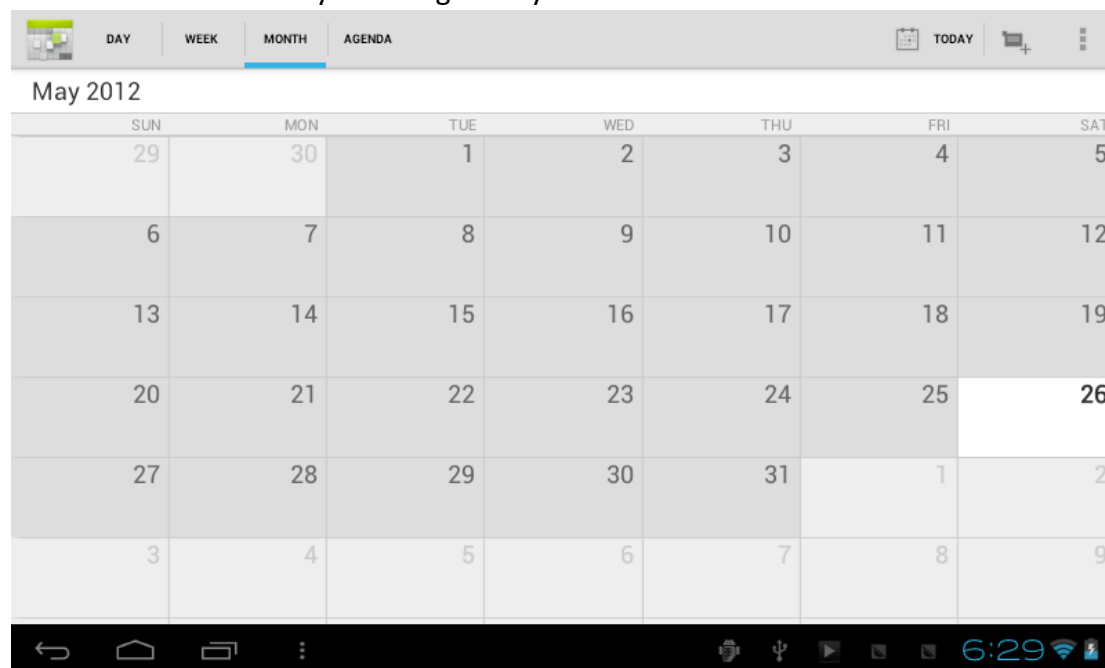 DAY WEEK MONTH AGENDA TODAY
May 2012
SUN MON TUE WED THU FRI SAT
29 30 1 2 3 4 5
6 7 8 9 10 11 12
13 14 15 16 17 18 19
20 21 22 23 24 25 26
27 28 29 30 31 1 2
3 4 5 6 7 8 9
6:29